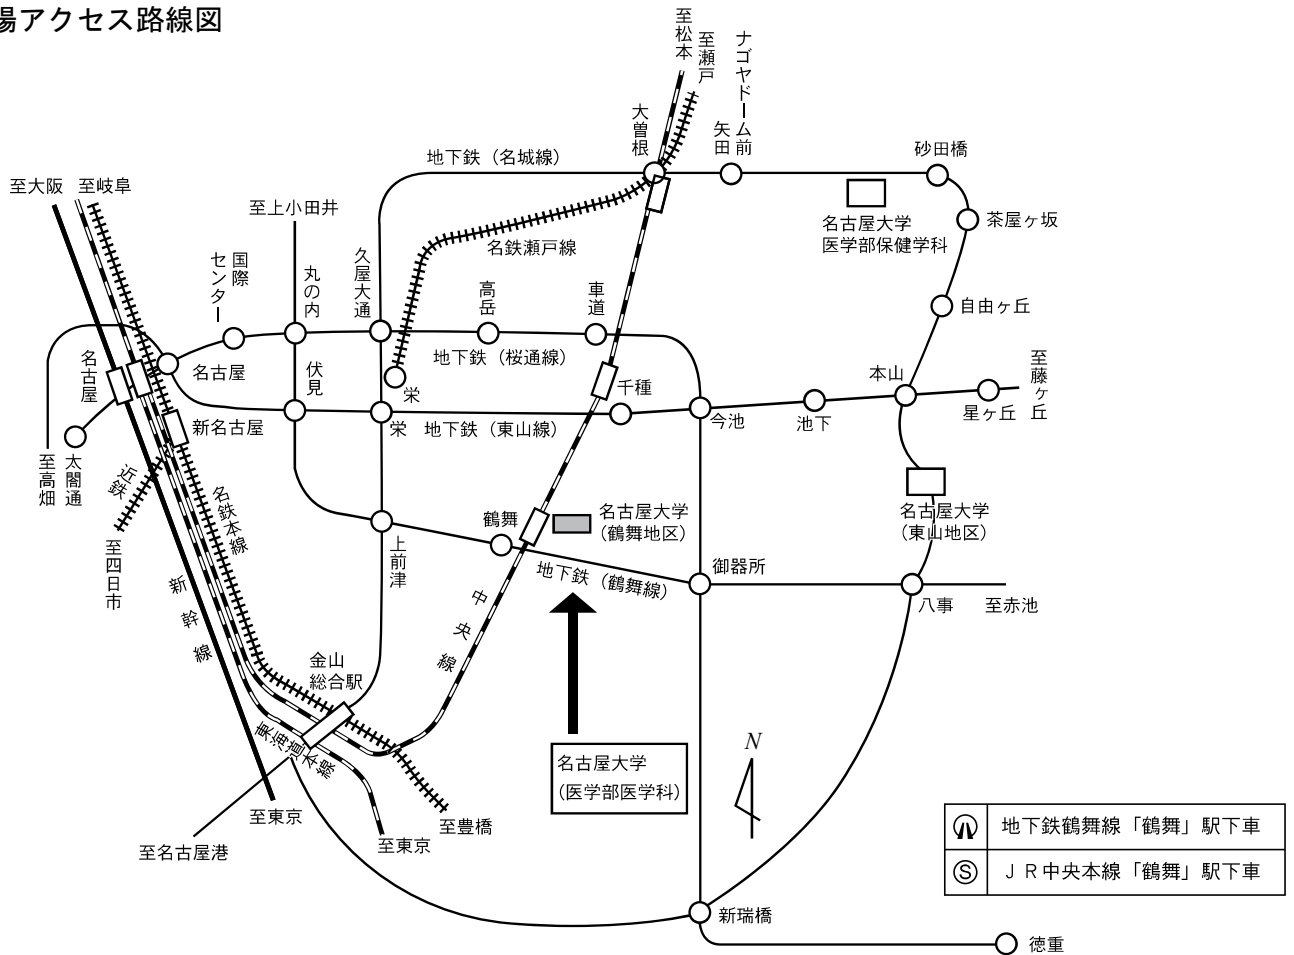 場アクセス路線図
至松本
至瀬戸
ナゴヤドーム前
矢田
大曽根
砂田橋
地下鉄（名城線）
至大阪
至岐阜
至上小田井
名古屋大学
医学部保健学科
茶屋ヶ坂
名鉄瀬戸線
国際
センター
丸の内
久屋大通
高岳
車道
自由ヶ丘
名古屋
名古屋
伏見
地下鉄（桜通線）
栄
千種
本山
至藤ヶ丘
星ヶ丘
新名古屋
栄
地下鉄（東山線）
今池
池下
至高畑
太閤通
近鉄
名鉄本線
鶴舞
名古屋大学
（鶴舞地区）
名古屋大学
（東山地区）
至四日市
上前津
地下鉄（鶴舞線）
御器所
八事
至赤池
新幹線
中央線
金山
総合駅
東海道本線
名古屋大学
（医学部医学科）
N
至東京
至東京
至豊橋
至名古屋港
地下鉄鶴舞線「鶴舞」駅下車
Ⓢ
ＪＲ中央本線「鶴舞」駅下車
新瑞橋
徳重